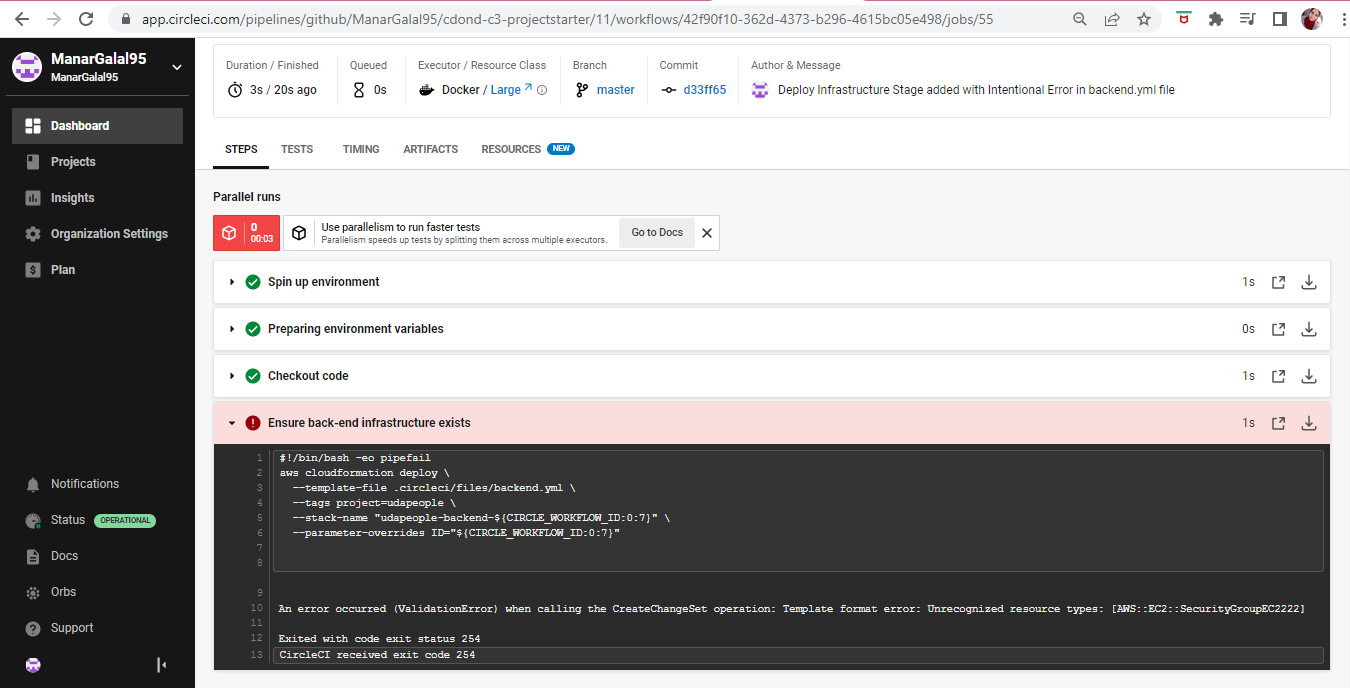 app.circleci.com/pipelines/github/ManarGalal95/cdond-c3-projectstarter/11/workflows/42f90f10-362d-4373-b296-4615bc05e498/jobs/55
ManarGalal95
ManarGalal95
Dashboard
Projects
Insights
Organization Settings
Plan
Notifications
Status OPERATIONAL
Docs
Orbs
Support
Duration / Finished
3s / 20s ago
Queued
0s
Executor / Resource Class
Docker / Large
Branch
master
Commit
d33ff65
Author & Message
Deploy Infrastructure Stage added with Intentional Error in backend.yml file
STEPS TESTS TIMING ARTIFACTS RESOURCES NEW
Parallel runs
0
00:03
Use parallelism to run faster tests
Parallelism speeds up tests by splitting them across multiple executors.
Go to Docs
Spin up environment 1s
Preparing environment variables 0s
Checkout code 1s
Ensure back-end infrastructure exists 1s
1 #!/bin/bash -eo pipefail
2 aws cloudformation deploy \
3 --template-file .circleci/files/backend.yml \
4 --tags project=udapeople \
5 --stack-name "udapeople-backend-${CIRCLE_WORKFLOW_ID:0:7}" \
6 --parameter-overrides ID="${CIRCLE_WORKFLOW_ID:0:7}"
7
8
9
10 An error occurred (ValidationError) when calling the CreateChangeSet operation: Template format error: Unrecognized resource types: [AWS::EC2::SecurityGroupEC2222]
11
12 Exited with code exit status 254
13 CircleCI received exit code 254